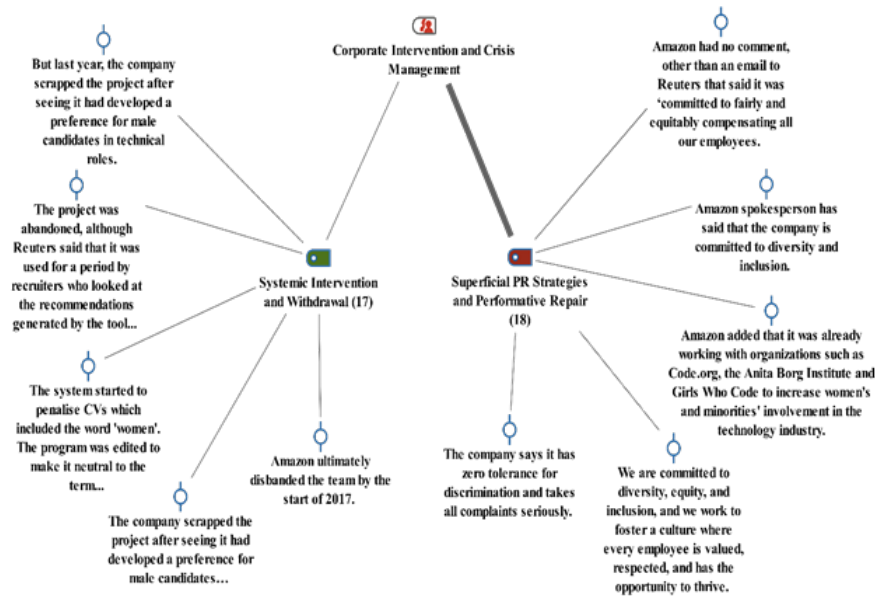 Corporate Intervention and Crisis
Management
But last year, the company
scrapped the project after
seeing it had developed a
preference for male
candidates in technical
roles.
The project was
abandoned, although
Reuters said that it was
used for a period by
recruiters who looked at
the recommendations
generated by the tool...
The system started to
penalise CVs which
included the word 'women'.
The program was edited to
make it neutral to the
term...
The company scrapped the
project after seeing it had
developed a preference for
male candidates…
Amazon ultimately
disbanded the team by the
start of 2017.
Systemic Intervention
and Withdrawal (17)
Superficial PR Strategies
and Performative Repair
(18)
Amazon had no comment,
other than an email to
Reuters that said it was
‘committed to fairly and
equitably compensating all
our employees.
Amazon spokesperson has
said that the company is
committed to diversity and
inclusion.
Amazon added that it was already
working with organizations such as
Code.org, the Anita Borg Institute and
Girls Who Code to increase women's
and minorities' involvement in the
technology industry.
The company says it has
zero tolerance for
discrimination and takes
all complaints seriously.
We are committed to
diversity, equity, and
inclusion, and we work to
foster a culture where
every employee is valued,
respected, and has the
opportunity to thrive.